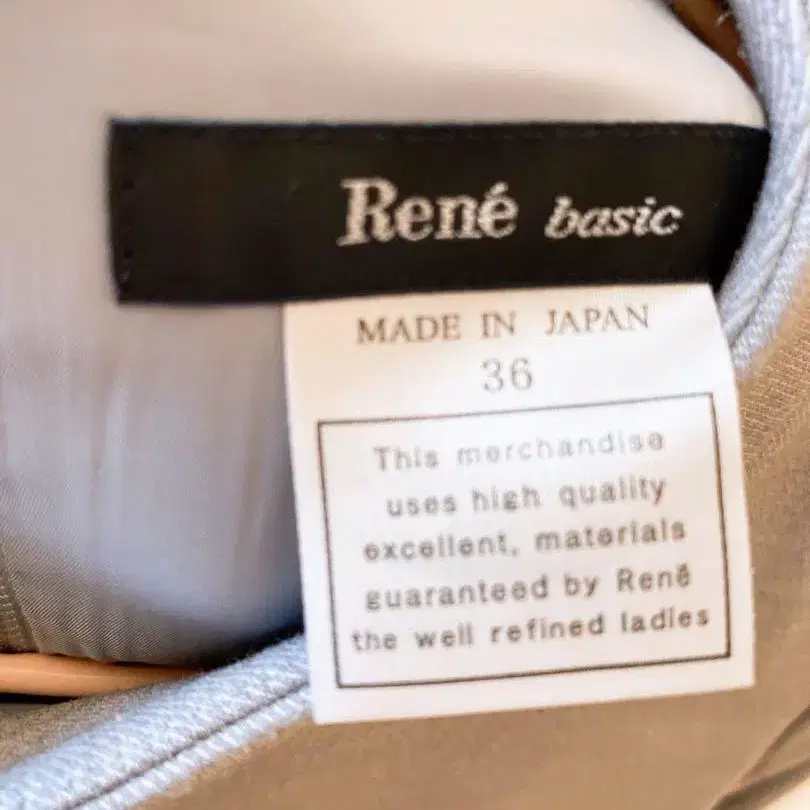 René basic
MADE IN JAPAN
36
This merchandise
uses high quality
excellent, materials
guaranteed by René
the well refined ladies